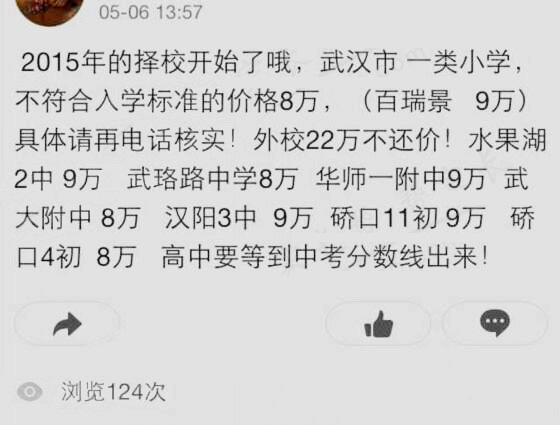 05-06 13:57
2015年的择校开始了哦，武汉市 一类小学，
不符合入学标准的价格8万，（百瑞景 9万）
具体请再电话核实！外校22万不还价！水果湖
2中 9万 武珞路中学8万 华师一附中9万 武
大附中 8万 汉阳3中 9万 硚口11初 9万 硚
口4初 8万 高中要等到中考分数线出来！
浏览124次